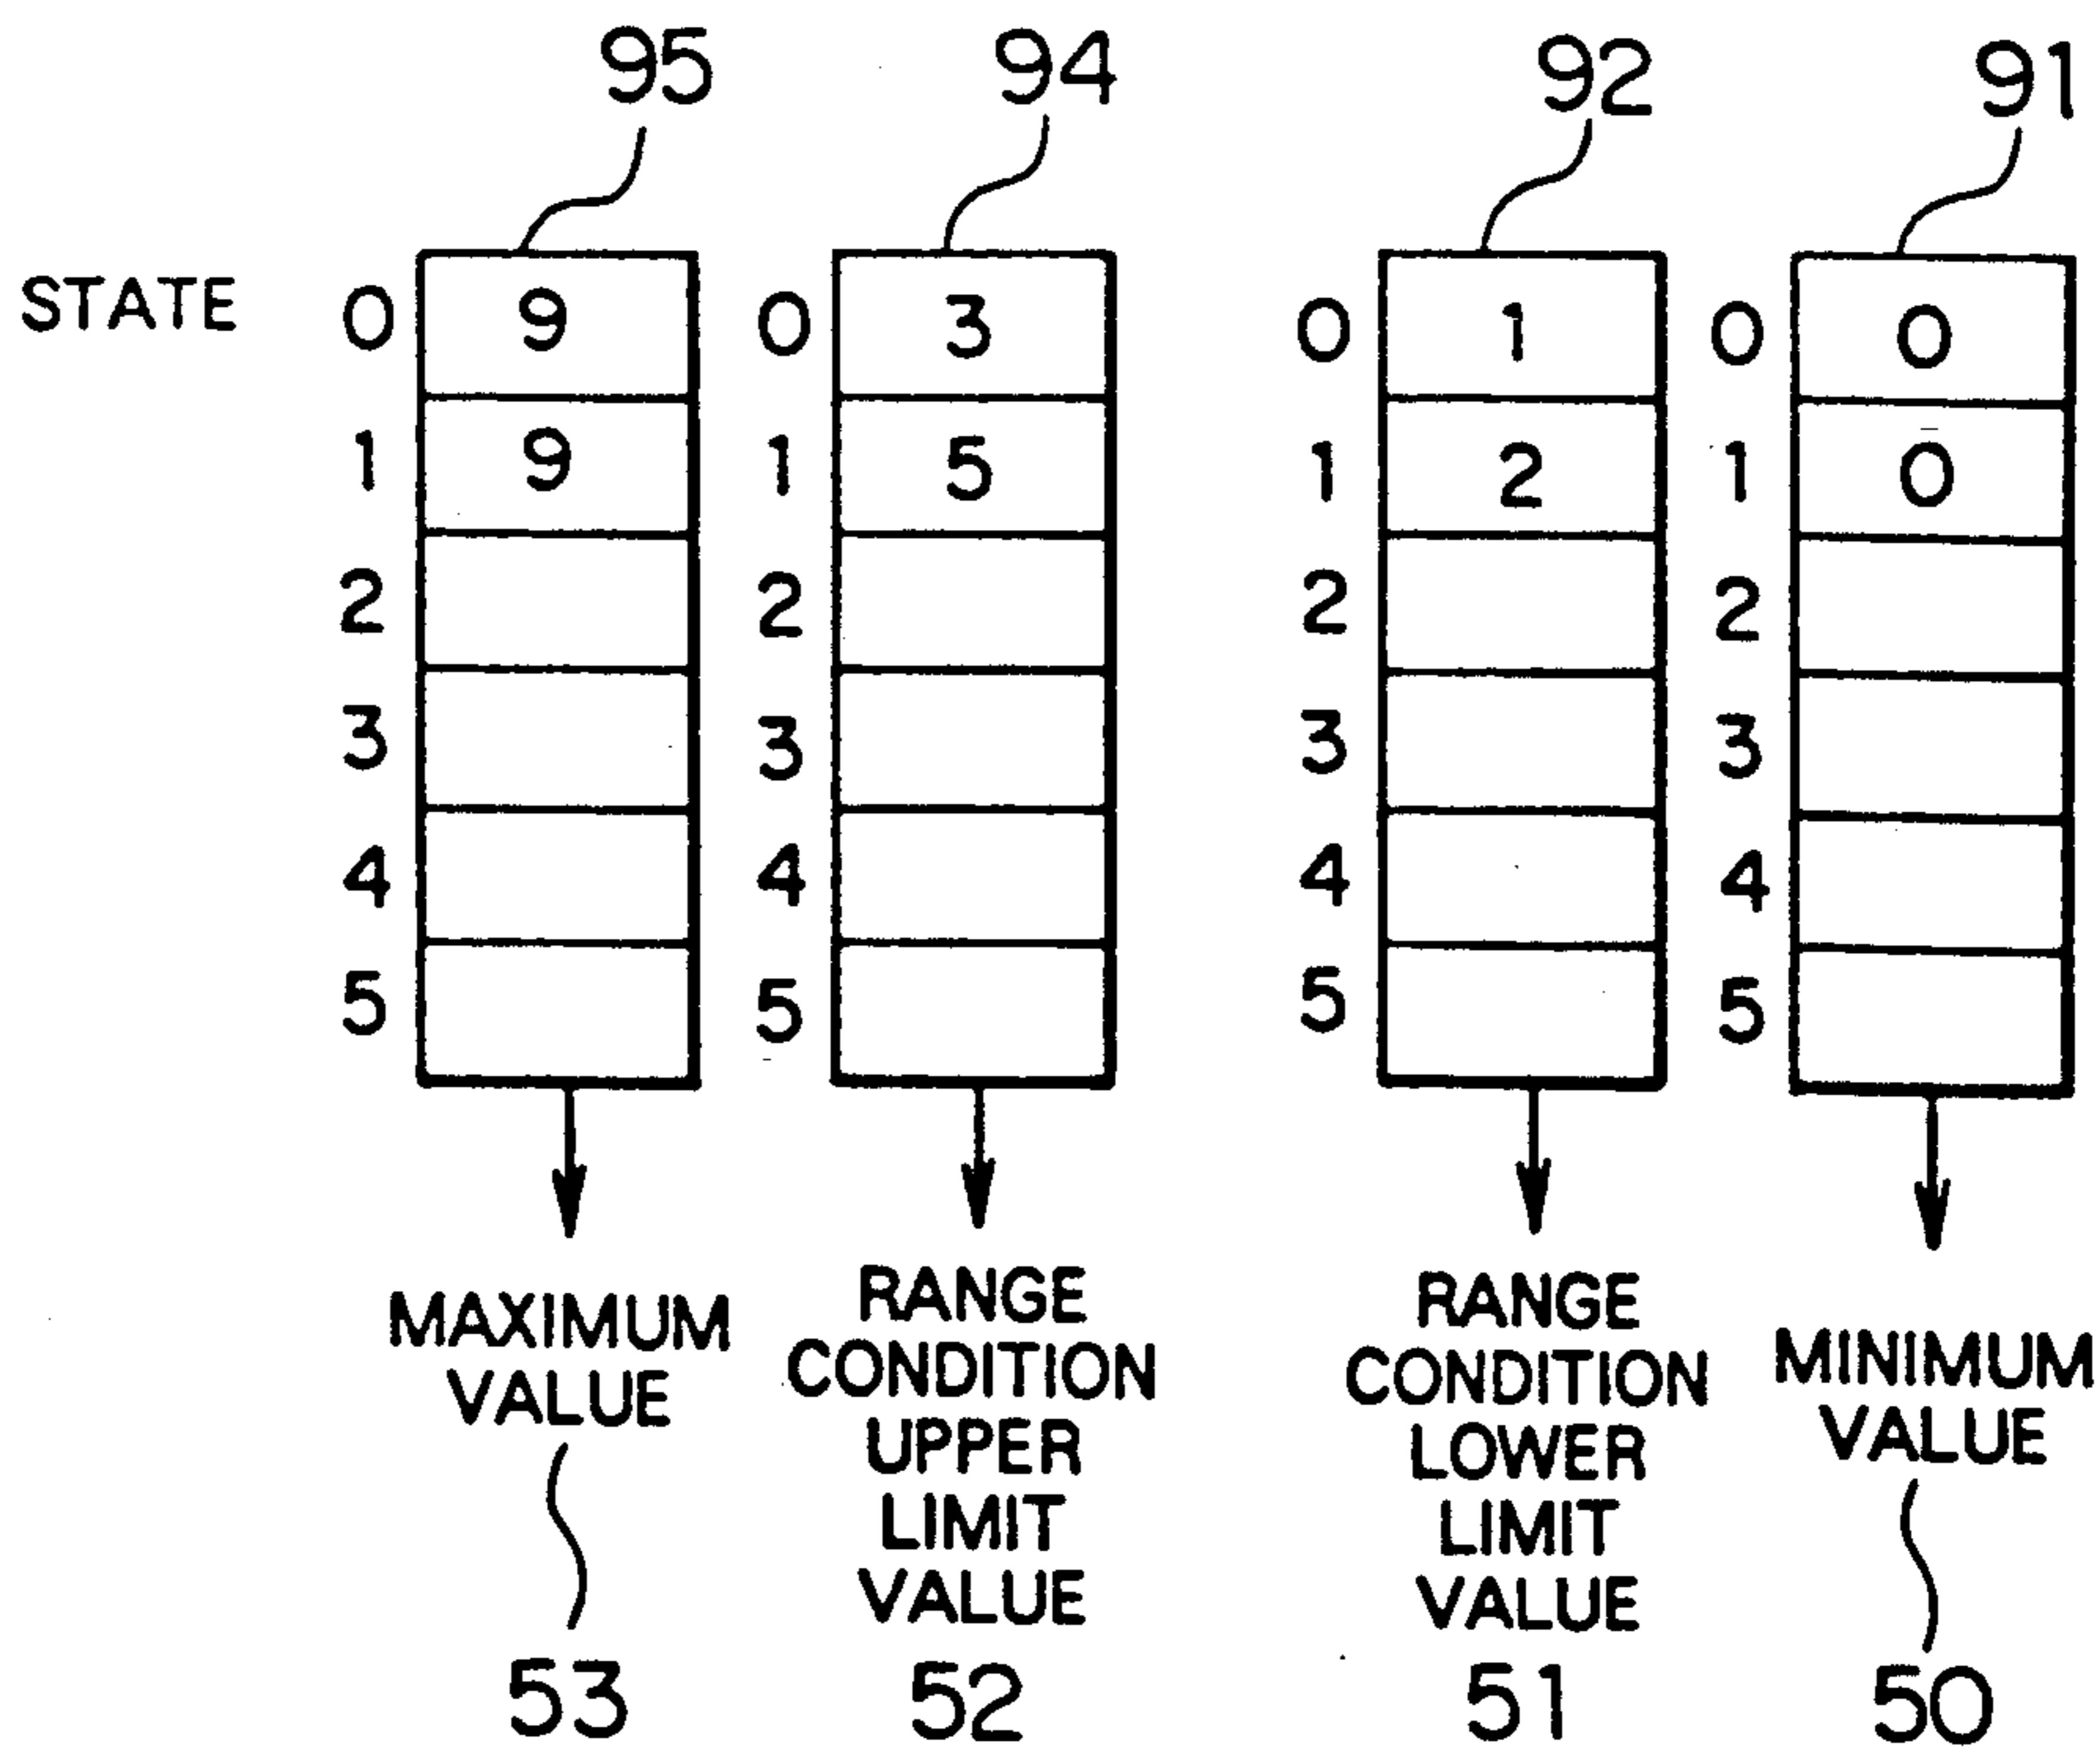 95 94 92 91
STATE 0 9 0 3 0 1 0 0
1 9 1 5 1 2 1 0
2 2 2 2
3 3 3 3
4 4 4 4
5 5 5 5
MAXIMUM
VALUE
53
RANGE
CONDITION
UPPER
LIMIT
VALUE
52
RANGE
CONDITION
LOWER
LIMIT
VALUE
51
MINIMUM
VALUE
50